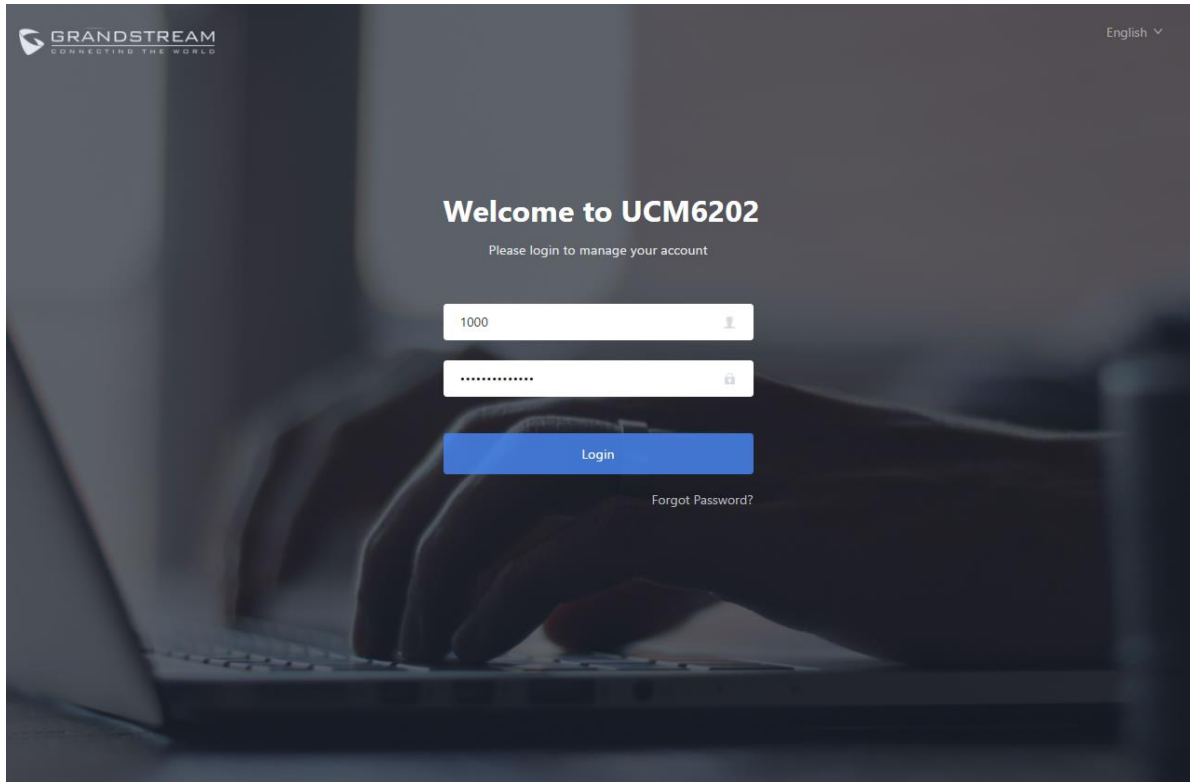 GRANDSTREAM
CONNECTING THE WORLD
English
Welcome to UCM6202
Please login to manage your account
1000
••••••••••••••
Login
Forgot Password?